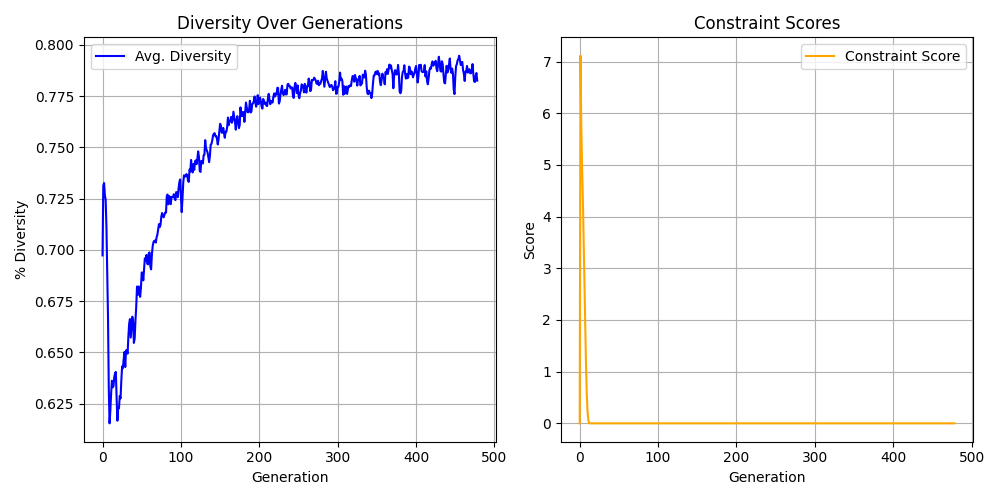 Diversity Over Generations
Avg. Diversity
0.800
0.775
0.750
0.725
0.700
0.675
0.650
0.625
% Diversity
0 100 200 300 400 500
Generation
Constraint Scores
Constraint Score
7
6
5
4
3
2
1
0
Score
0 100 200 300 400 500
Generation